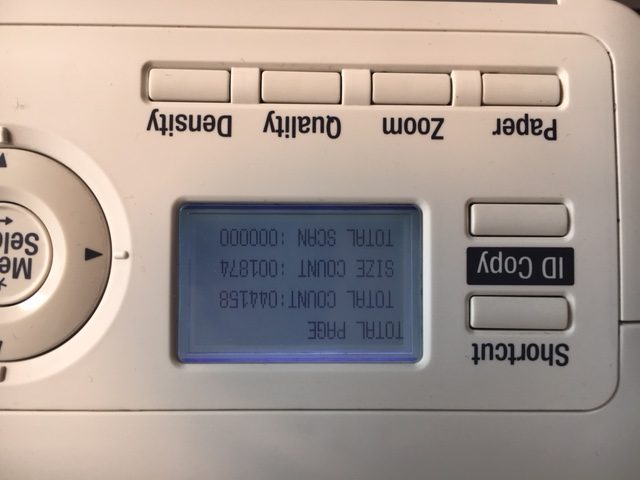 Shortcut
TOTAL PAGE
TOTAL COUNT:044158
SIZE COUNT :001874
TOTAL SCAN :000000
ID Copy
Paper
Zoom
Quality
Density